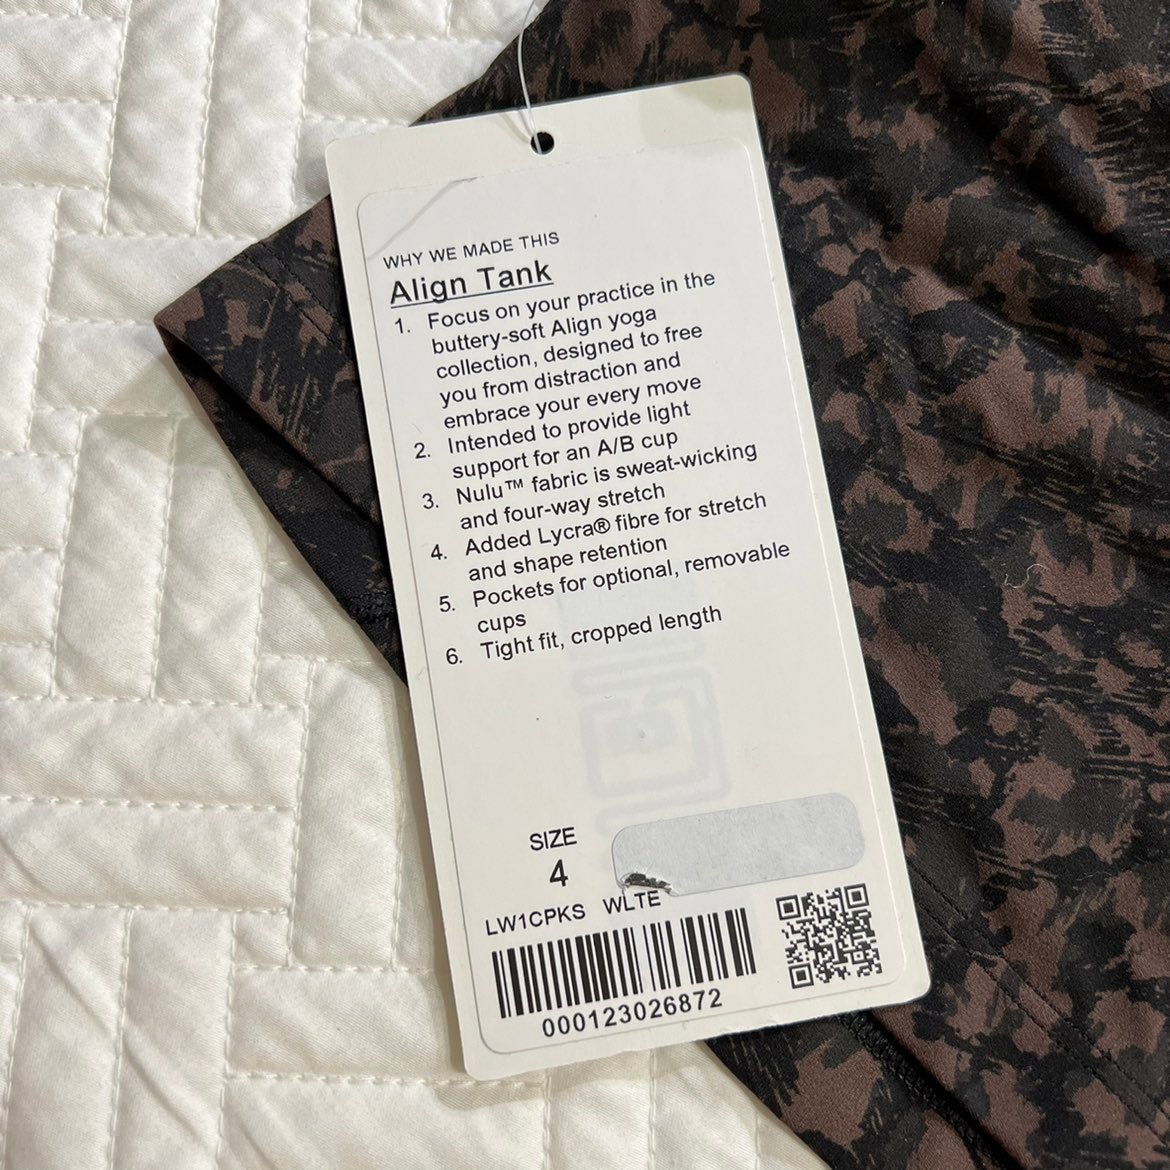 WHY WE MADE THIS
Align Tank
1. Focus on your practice in the
buttery-soft Align yoga
collection, designed to free
you from distraction and
embrace your every move
2. Intended to provide light
support for an A/B cup
3. Nulu™ fabric is sweat-wicking
and four-way stretch
4. Added Lycra® fibre for stretch
and shape retention
5. Pockets for optional, removable
cups
6. Tight fit, cropped length
SIZE
4
LW1CPKS WLTE
000123026872